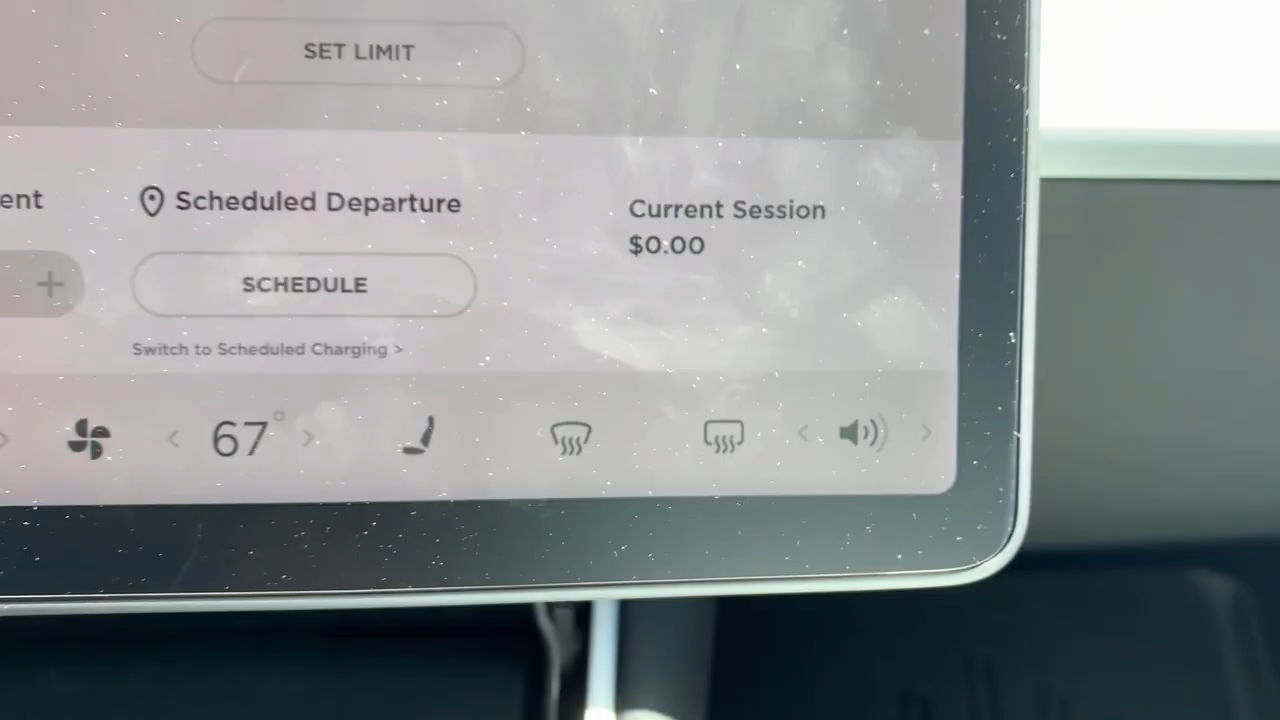 SET LIMIT
ent
Scheduled Departure
Current Session
$0.00
+
SCHEDULE
Switch to Scheduled Charging >
> < 67° > < >